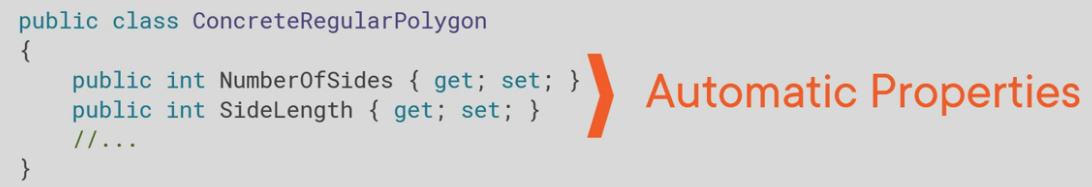 public class ConcreteRegularPolygon
{
    public int NumberOfSides { get; set; }
    public int SideLength { get; set; }
    //...
}
Automatic Properties